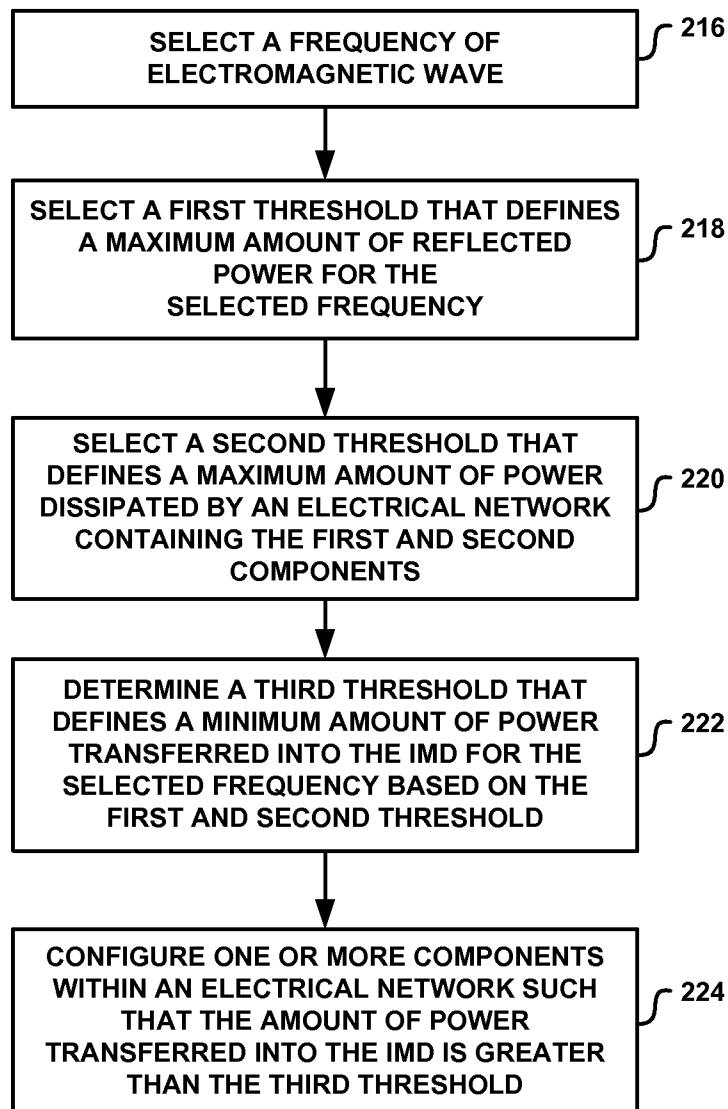 SELECT A FREQUENCY OF
ELECTROMAGNETIC WAVE
216
SELECT A FIRST THRESHOLD THAT DEFINES
A MAXIMUM AMOUNT OF REFLECTED
POWER FOR THE
SELECTED FREQUENCY
218
SELECT A SECOND THRESHOLD THAT
DEFINES A MAXIMUM AMOUNT OF POWER
DISSIPATED BY AN ELECTRICAL NETWORK
CONTAINING THE FIRST AND SECOND
COMPONENTS
220
DETERMINE A THIRD THRESHOLD THAT
DEFINES A MINIMUM AMOUNT OF POWER
TRANSFERRED INTO THE IMD FOR THE
SELECTED FREQUENCY BASED ON THE
FIRST AND SECOND THRESHOLD
222
CONFIGURE ONE OR MORE COMPONENTS
WITHIN AN ELECTRICAL NETWORK SUCH
THAT THE AMOUNT OF POWER
TRANSFERRED INTO THE IMD IS GREATER
THAN THE THIRD THRESHOLD
224